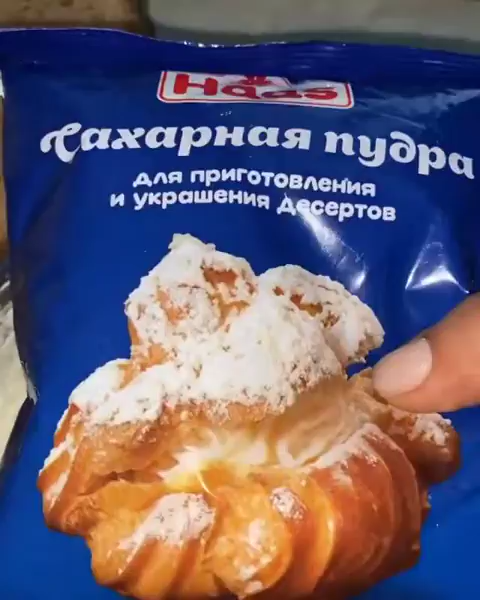 Haas
Сахарная пудра
для приготовления
и украшения десертов